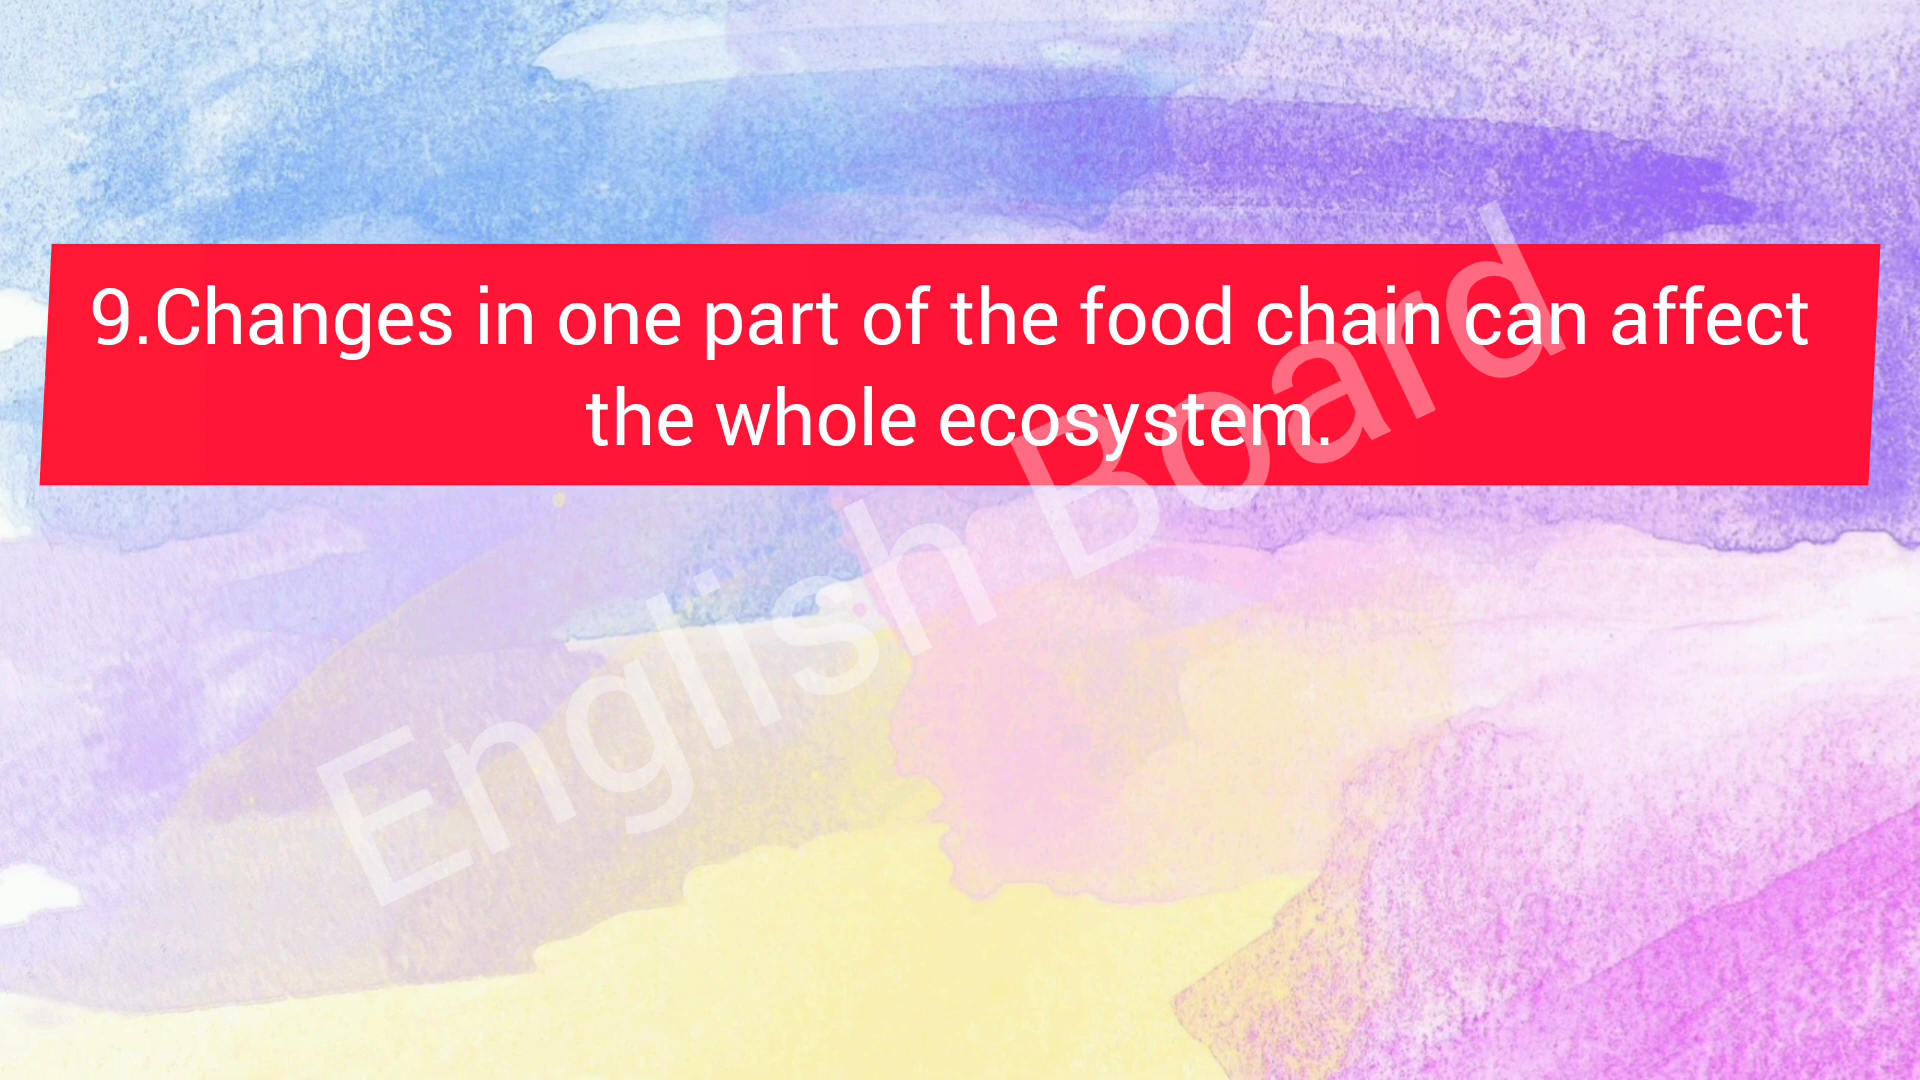 9.Changes in one part of the food chain can affect
the whole ecosystem.
English Board